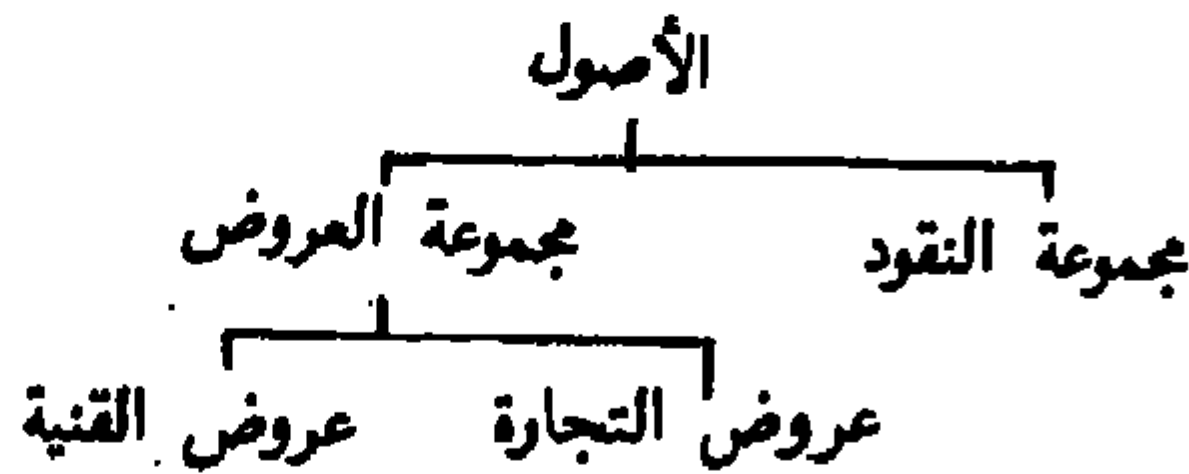 الأصول
مجموعة النقود مجموعة العروض
عروض التجارة عروض القنية